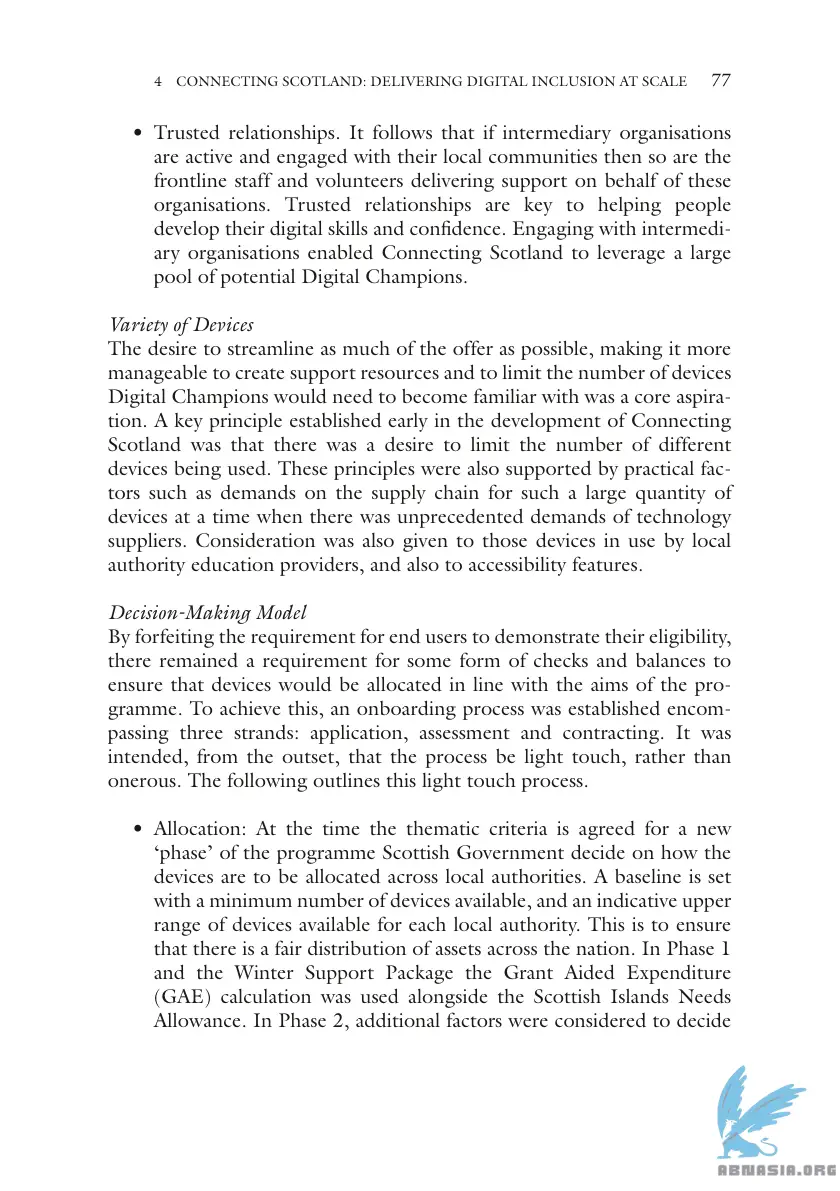 4 CONNECTING SCOTLAND: DELIVERING DIGITAL INCLUSION AT SCALE 77
• Trusted relationships. It follows that if intermediary organisations
are active and engaged with their local communities then so are the
frontline staff and volunteers delivering support on behalf of these
organisations. Trusted relationships are key to helping people
develop their digital skills and confidence. Engaging with intermedi-
ary organisations enabled Connecting Scotland to leverage a large
pool of potential Digital Champions.
Variety of Devices
The desire to streamline as much of the offer as possible, making it more
manageable to create support resources and to limit the number of devices
Digital Champions would need to become familiar with was a core aspira-
tion. A key principle established early in the development of Connecting
Scotland was that there was a desire to limit the number of different
devices being used. These principles were also supported by practical fac-
tors such as demands on the supply chain for such a large quantity of
devices at a time when there was unprecedented demands of technology
suppliers. Consideration was also given to those devices in use by local
authority education providers, and also to accessibility features.
Decision-Making Model
By forfeiting the requirement for end users to demonstrate their eligibility,
there remained a requirement for some form of checks and balances to
ensure that devices would be allocated in line with the aims of the pro-
gramme. To achieve this, an onboarding process was established encom-
passing three strands: application, assessment and contracting. It was
intended, from the outset, that the process be light touch, rather than
onerous. The following outlines this light touch process.
• Allocation: At the time the thematic criteria is agreed for a new
‘phase’ of the programme Scottish Government decide on how the
devices are to be allocated across local authorities. A baseline is set
with a minimum number of devices available, and an indicative upper
range of devices available for each local authority. This is to ensure
that there is a fair distribution of assets across the nation. In Phase 1
and the Winter Support Package the Grant Aided Expenditure
(GAE) calculation was used alongside the Scottish Islands Needs
Allowance. In Phase 2, additional factors were considered to decide
ABNASIA.ORG